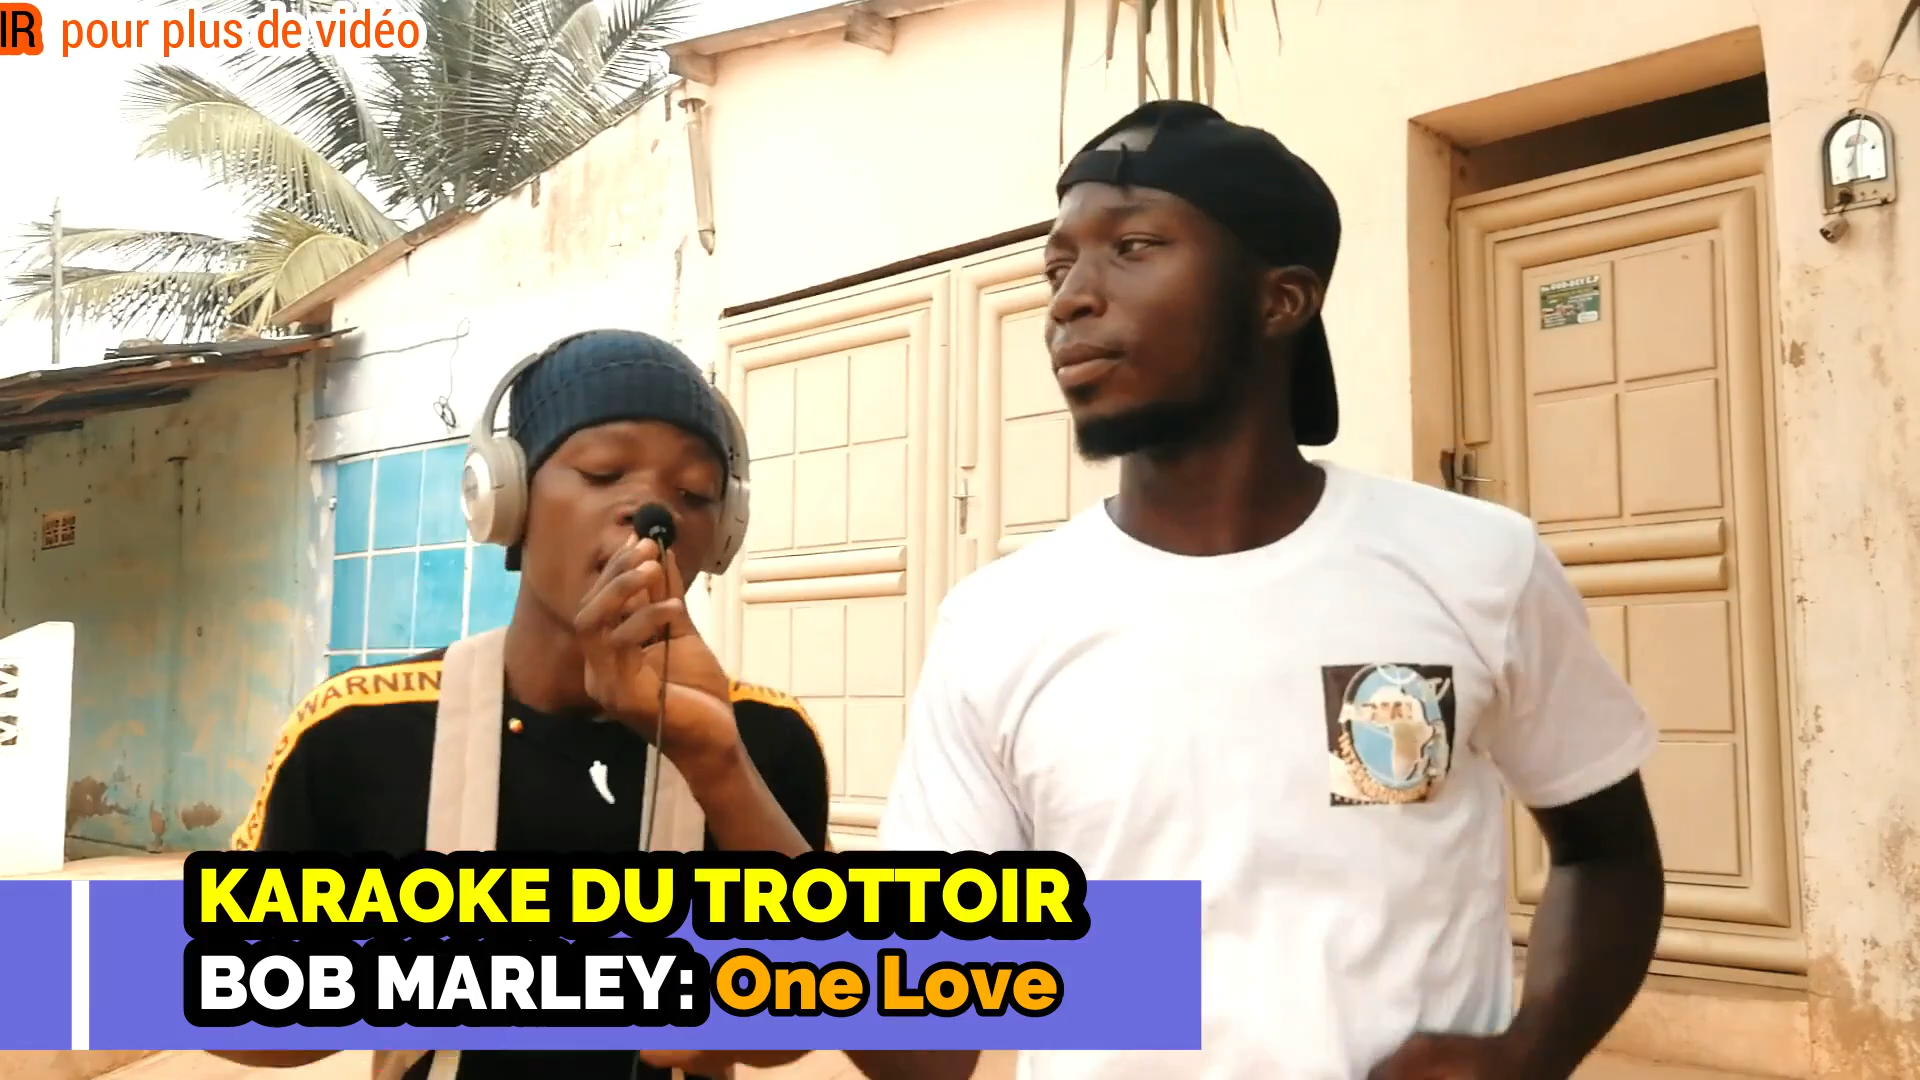 IR pour plus de vidéo
WARNIN
KARAOKE DU TROTTOIR
BOB MARLEY: One Love